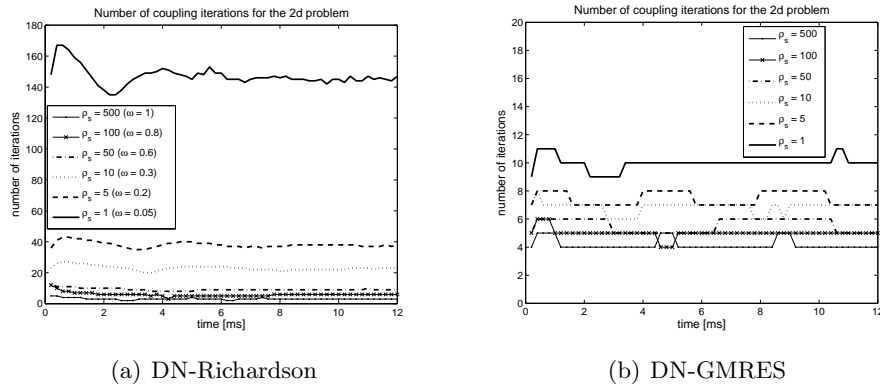 Number of coupling iterations for the 2d problem
180
160
140
120
100
80
60
40
20
0
number of iterations
ρs = 500 (ω = 1)
ρs = 100 (ω = 0.8)
ρs = 50 (ω = 0.6)
ρs = 10 (ω = 0.3)
ρs = 5 (ω = 0.2)
ρs = 1 (ω = 0.05)
0 2 4 6 8 10 12
time [ms]
(a) DN-Richardson
Number of coupling iterations for the 2d problem
20
18
16
14
12
10
8
6
4
2
0
number of iterations
ρs = 500
ρs = 100
ρs = 50
ρs = 10
ρs = 5
ρs = 1
0 2 4 6 8 10 12
time [ms]
(b) DN-GMRES